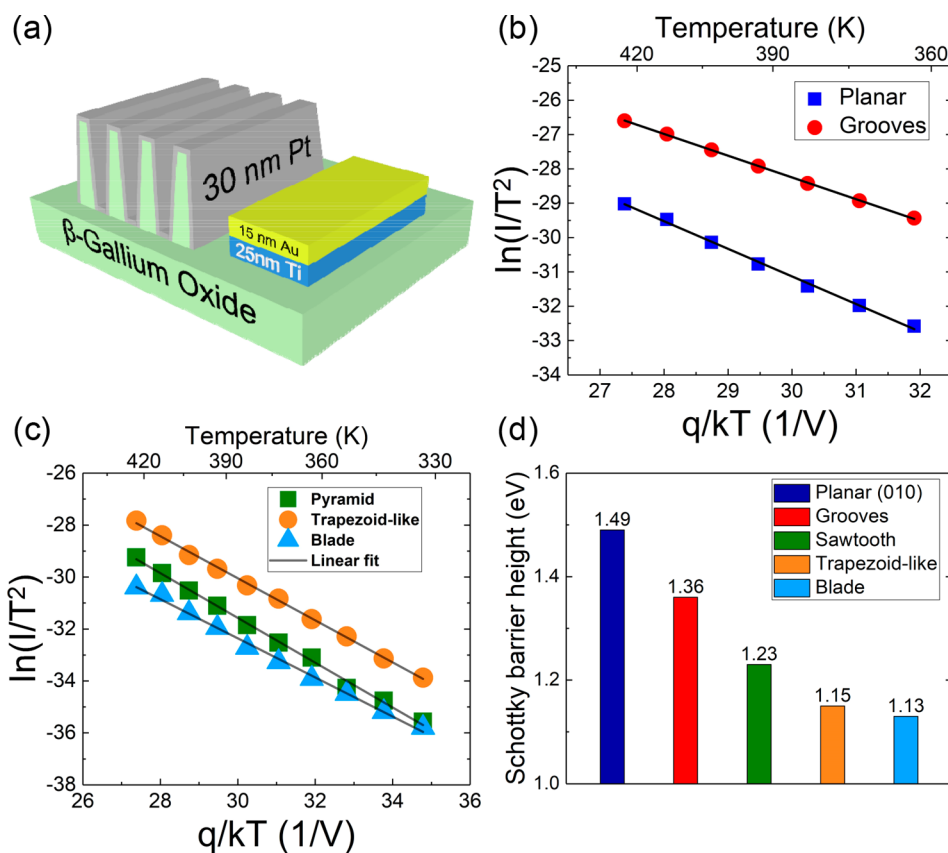 (a)
30 nm Pt
15 nm Au
25nm Ti
β-Gallium Oxide
(b)
Temperature (K)
420 390 360
-25
-26
-27
-28
-29
-30
-31
-32
-33
-34
ln(I/T²)
Planar
Grooves
27 28 29 30 31 32
q/kT (1/V)
(c)
Temperature (K)
420 390 360 330
-26
-28
-30
-32
-34
-36
-38
ln(I/T²)
Pyramid
Trapezoid-like
Blade
Linear fit
26 28 30 32 34 36
q/kT (1/V)
(d)
Schottky barrier height (eV)
1.6
1.4
1.2
1.0
Planar (010)
Grooves
Sawtooth
Trapezoid-like
Blade
1.49
1.36
1.23
1.15
1.13